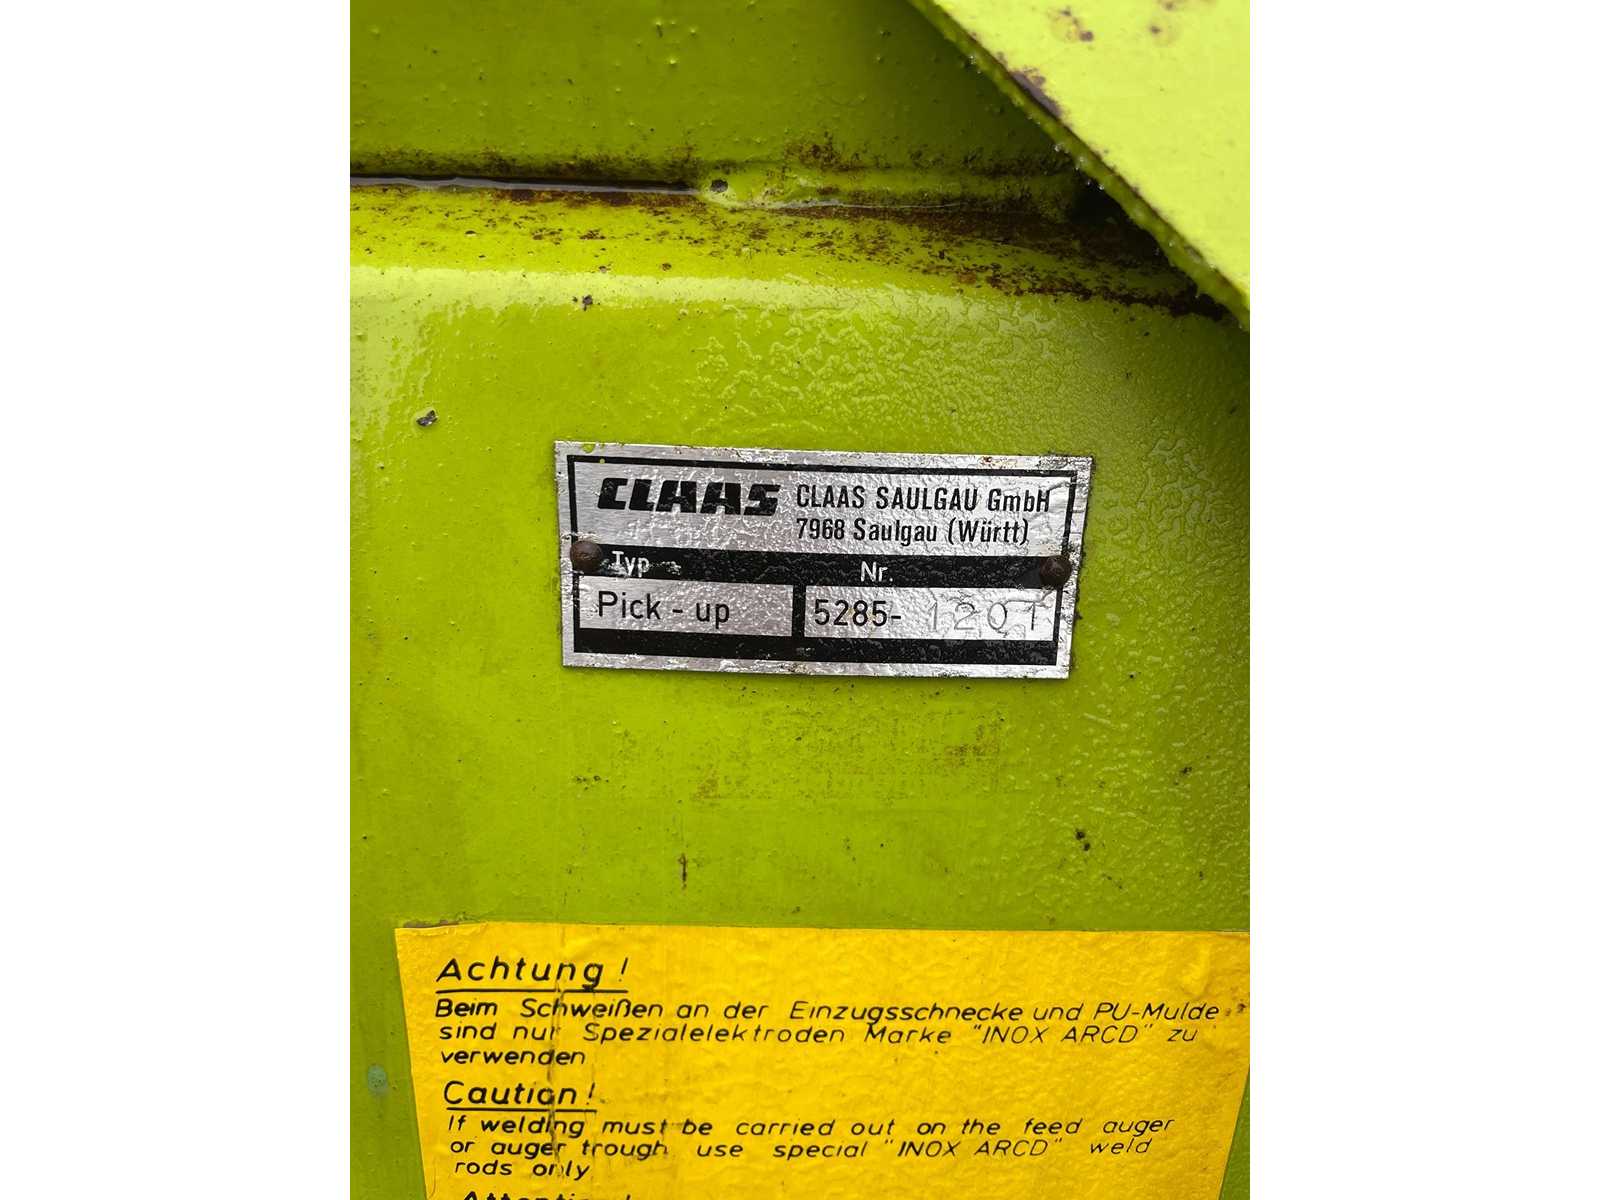 CLAAS CLAAS SAULGAU GmbH
7968 Saulgau (Württ)
Typ Nr.
Pick - up 5285- 1201
Achtung !
Beim Schweißen an der Einzugsschnecke und PU-Mulde
sind nur Spezialelektroden Marke "INOX ARCD" zu
verwenden
Caution !
If welding must be carried out on the feed auger
or auger trough use special "INOX ARCD" weld
rods only
Attention !